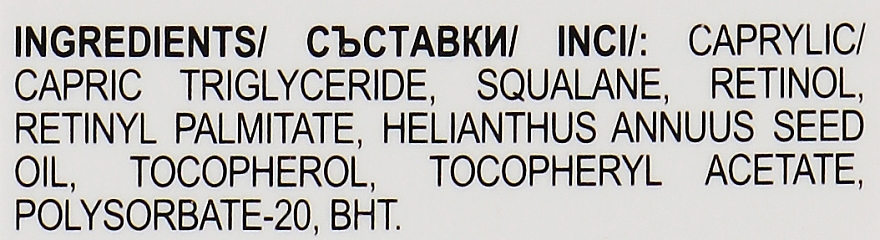 INGREDIENTS/ СЪСТАВКИ/ INCI/: CAPRYLIC/
CAPRIC TRIGLYCERIDE, SQUALANE, RETINOL,
RETINYL PALMITATE, HELIANTHUS ANNUUS SEED
OIL, TOCOPHEROL, TOCOPHERYL ACETATE,
POLYSORBATE-20, BHT.